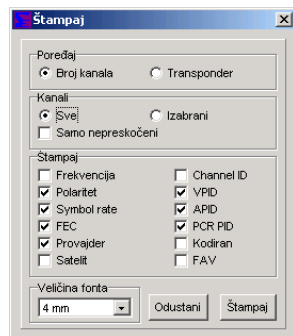 Štampaj
Poređaj
Broj kanala Transponder
Kanali
Sve Izabrani
Samo nepreskočeni
Štampaj
Frekvencija Channel ID
Polaritet VPID
Symbol rate APID
FEC PCR PID
Provajder Kodiran
Satelit FAV
Veličina fonta
4 mm Odustani Štampaj